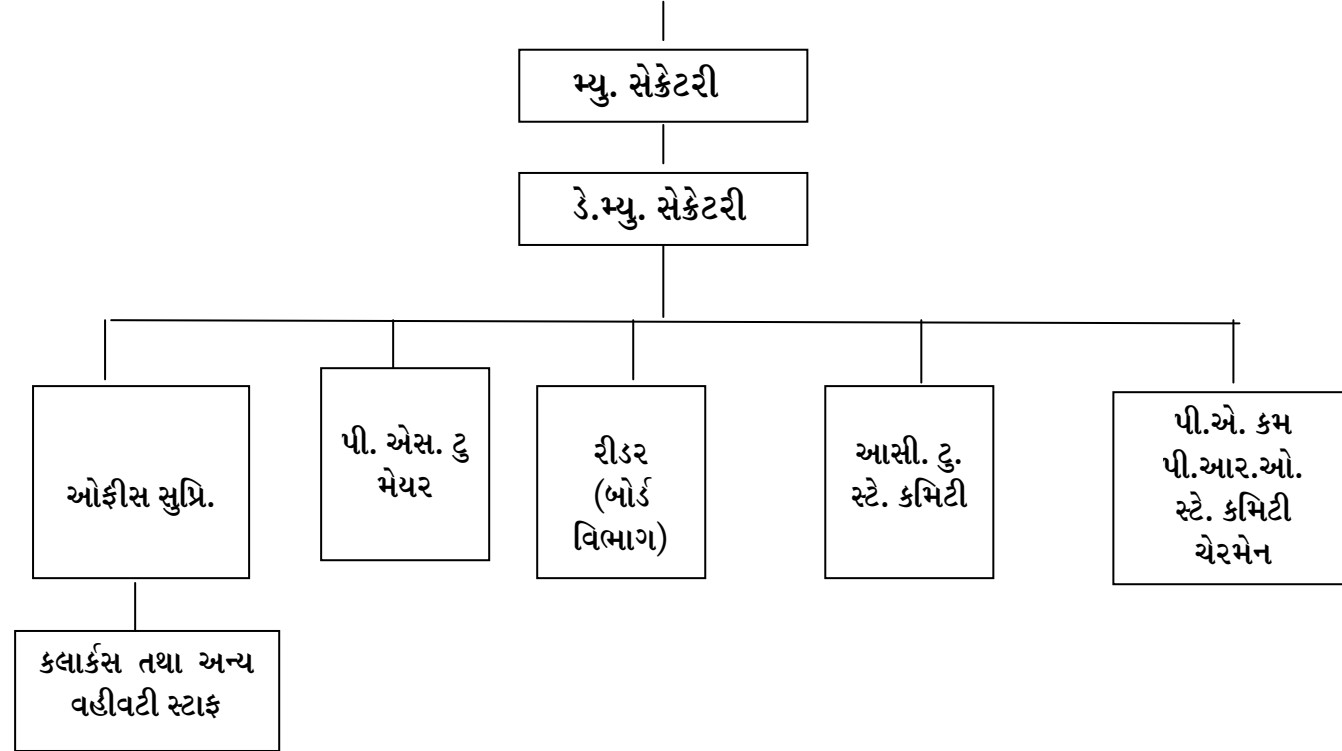 મ્યુ. સેક્રેટરી
ડે.મ્યુ. સેક્રેટરી
ઓફીસ સુપ્રિ.
પી. એસ. ટુ
મેયર
રીડર
(બોર્ડ
વિભાગ)
આસી. ટુ.
સ્ટે. કમિટી
પી.એ. કમ
પી.આર.ઓ.
સ્ટે. કમિટી
ચેરમેન
કલાર્કસ તથા અન્ય
વહીવટી સ્ટાફ